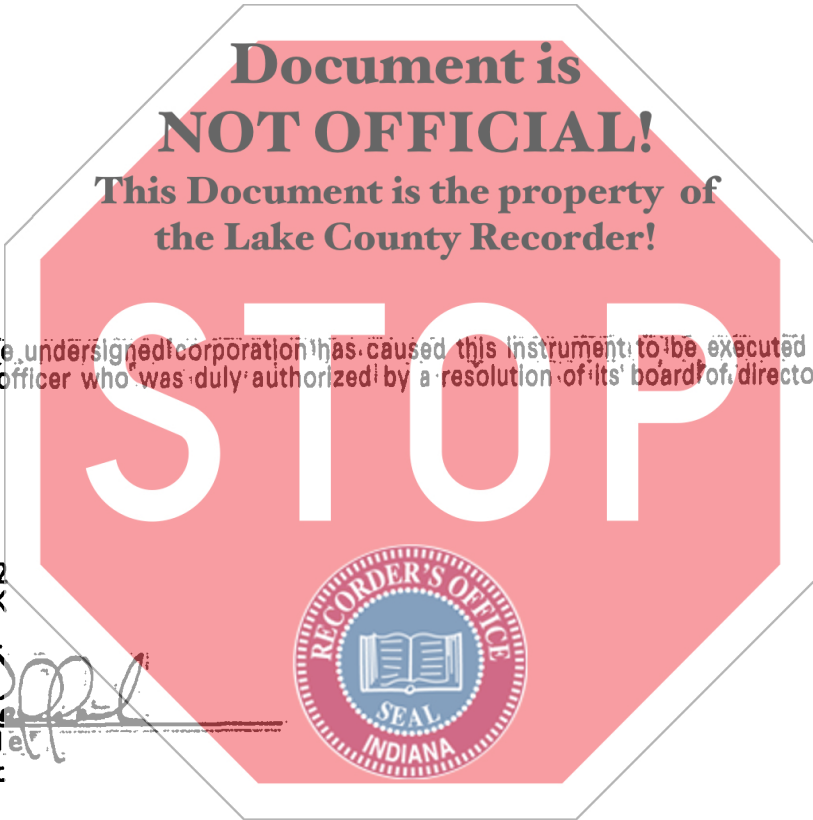 Document is
NOT OFFICIAL!
This Document is the property of
the Lake County Recorder!
undersigned corporation has caused this instrument to be executed
officer who was duly authorized by a resolution of its board of
STOP
RECORDER'S OFFICE
SEAL
INDIANA